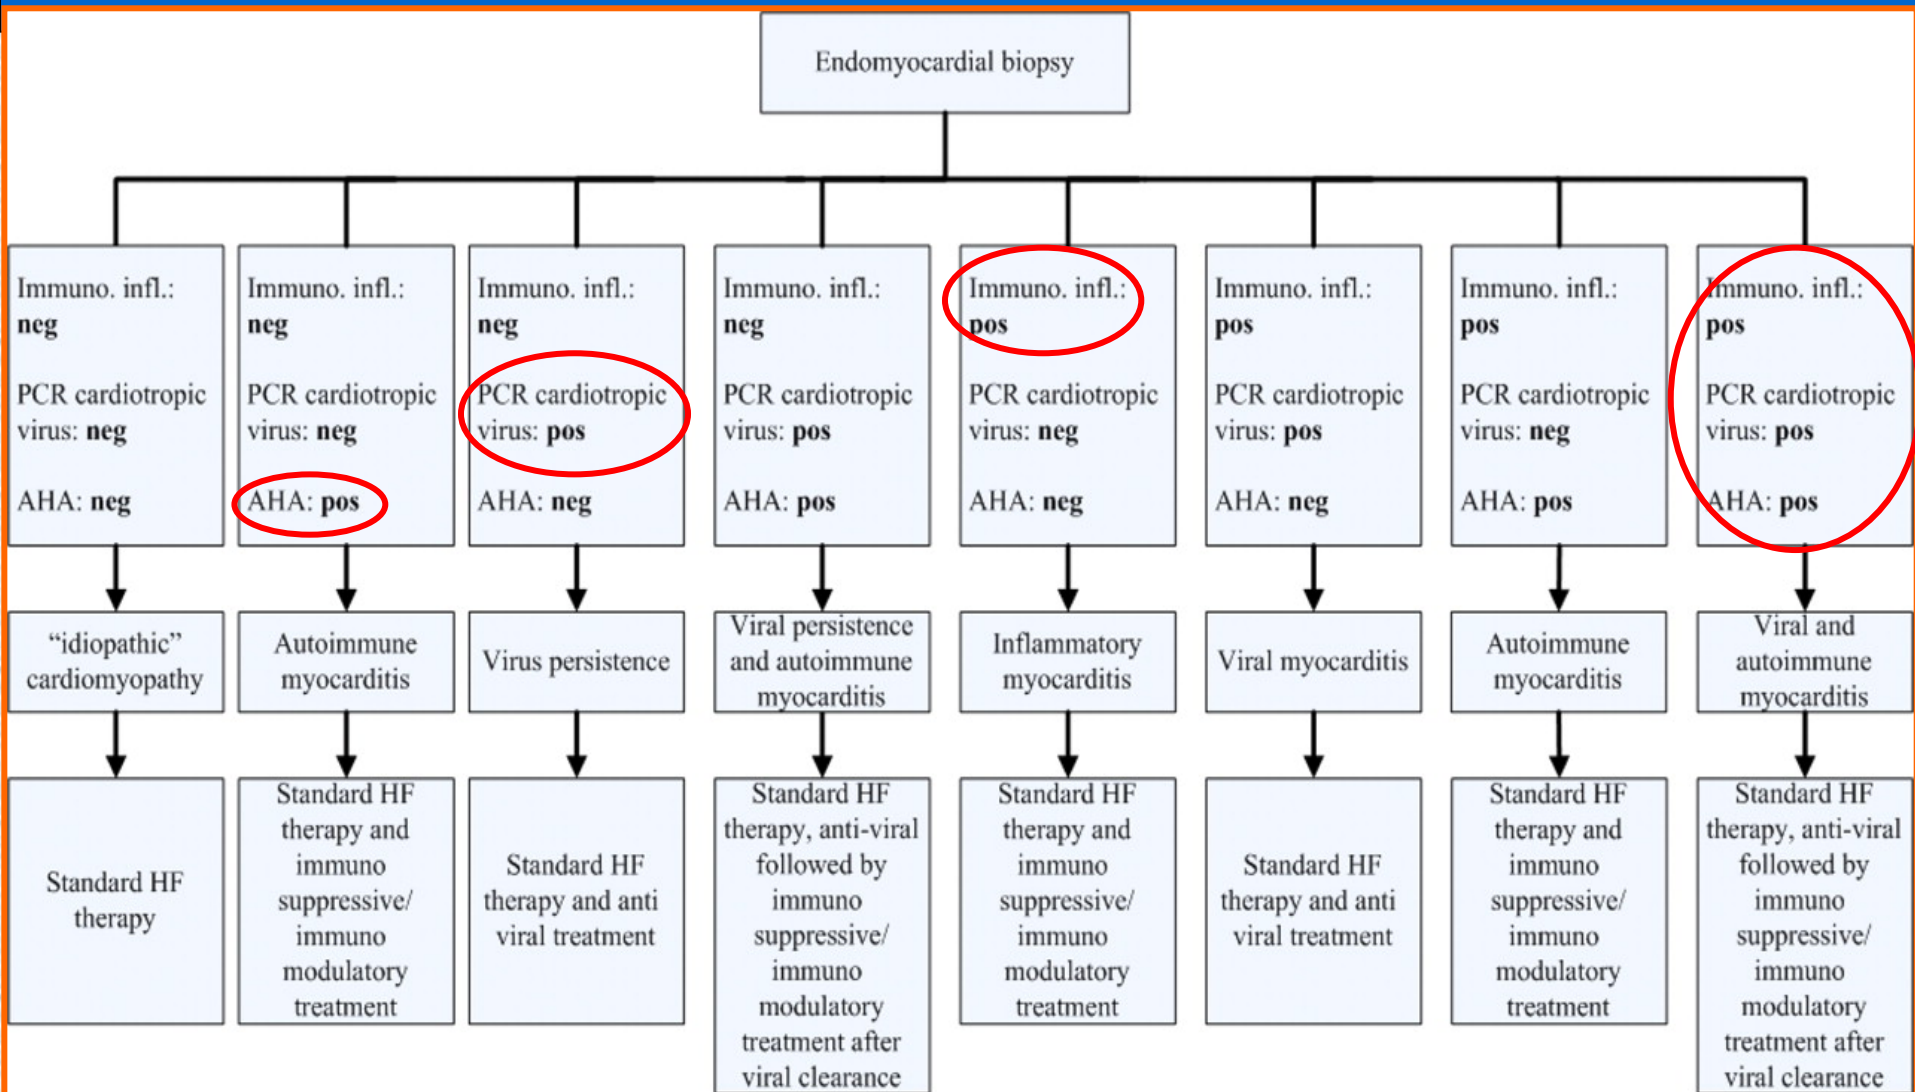 Endomyocardial biopsy
Immuno. infl.:
neg
PCR cardiotropic
virus: neg
AHA: neg
Immuno. infl.:
neg
PCR cardiotropic
virus: neg
AHA: pos
Immuno. infl.:
neg
PCR cardiotropic
virus: pos
AHA: neg
Immuno. infl.:
neg
PCR cardiotropic
virus: pos
AHA: pos
Immuno. infl.:
pos
PCR cardiotropic
virus: neg
AHA: neg
Immuno. infl.:
pos
PCR cardiotropic
virus: pos
AHA: neg
Immuno. infl.:
pos
PCR cardiotropic
virus: neg
AHA: pos
Immuno. infl.:
pos
PCR cardiotropic
virus: pos
AHA: pos
“idiopathic”
cardiomyopathy
Autoimmune
myocarditis
Virus persistence
Viral persistence
and autoimmune
myocarditis
Inflammatory
myocarditis
Viral myocarditis
Autoimmune
myocarditis
Viral and
autoimmune
myocarditis
Standard HF
therapy
Standard HF
therapy and
immuno
suppressive/
immuno
modulatory
treatment
Standard HF
therapy and anti
viral treatment
Standard HF
therapy, anti-viral
followed by
immuno
suppressive/
immuno
modulatory
treatment after
viral clearance
Standard HF
therapy and
immuno
suppressive/
immuno
modulatory
treatment
Standard HF
therapy and anti
viral treatment
Standard HF
therapy and
immuno
suppressive/
immuno
modulatory
treatment
Standard HF
therapy, anti-viral
followed by
immuno
suppressive/
immuno
modulatory
treatment after
viral clearance